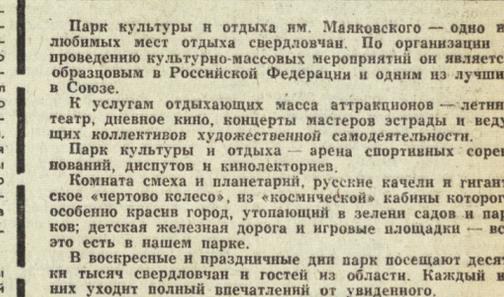 Парк культуры и отдыха им. Маяковского — одно и
любимых мест отдыха свердловчан. По организации
проведению культурно-массовых мероприятий он являетс
образцовым в Российской Федерации и одним из лучши
в Союзе.
К услугам отдыхающих масса аттракционов — летни
театр, дневное кино, концерты мастеров эстрады и веду
щих коллективов художественной самодеятельности.
Парк культуры и отдыха — арена спортивных сорев
нований, диспутов и кинолекториев.
Комната смеха и планетарий, русские качели и гигант
ское «чертово колесо», из «космической» кабины которог
особенно красив город, утопающий в зелени садов и пар
ков; детская железная дорога и игровые площадки — вс
это есть в нашем парке.
В воскресные и праздничные дни парк посещают десят
ки тысяч свердловчан и гостей из области. Каждый и
них уходит полный впечатлений от увиденного.